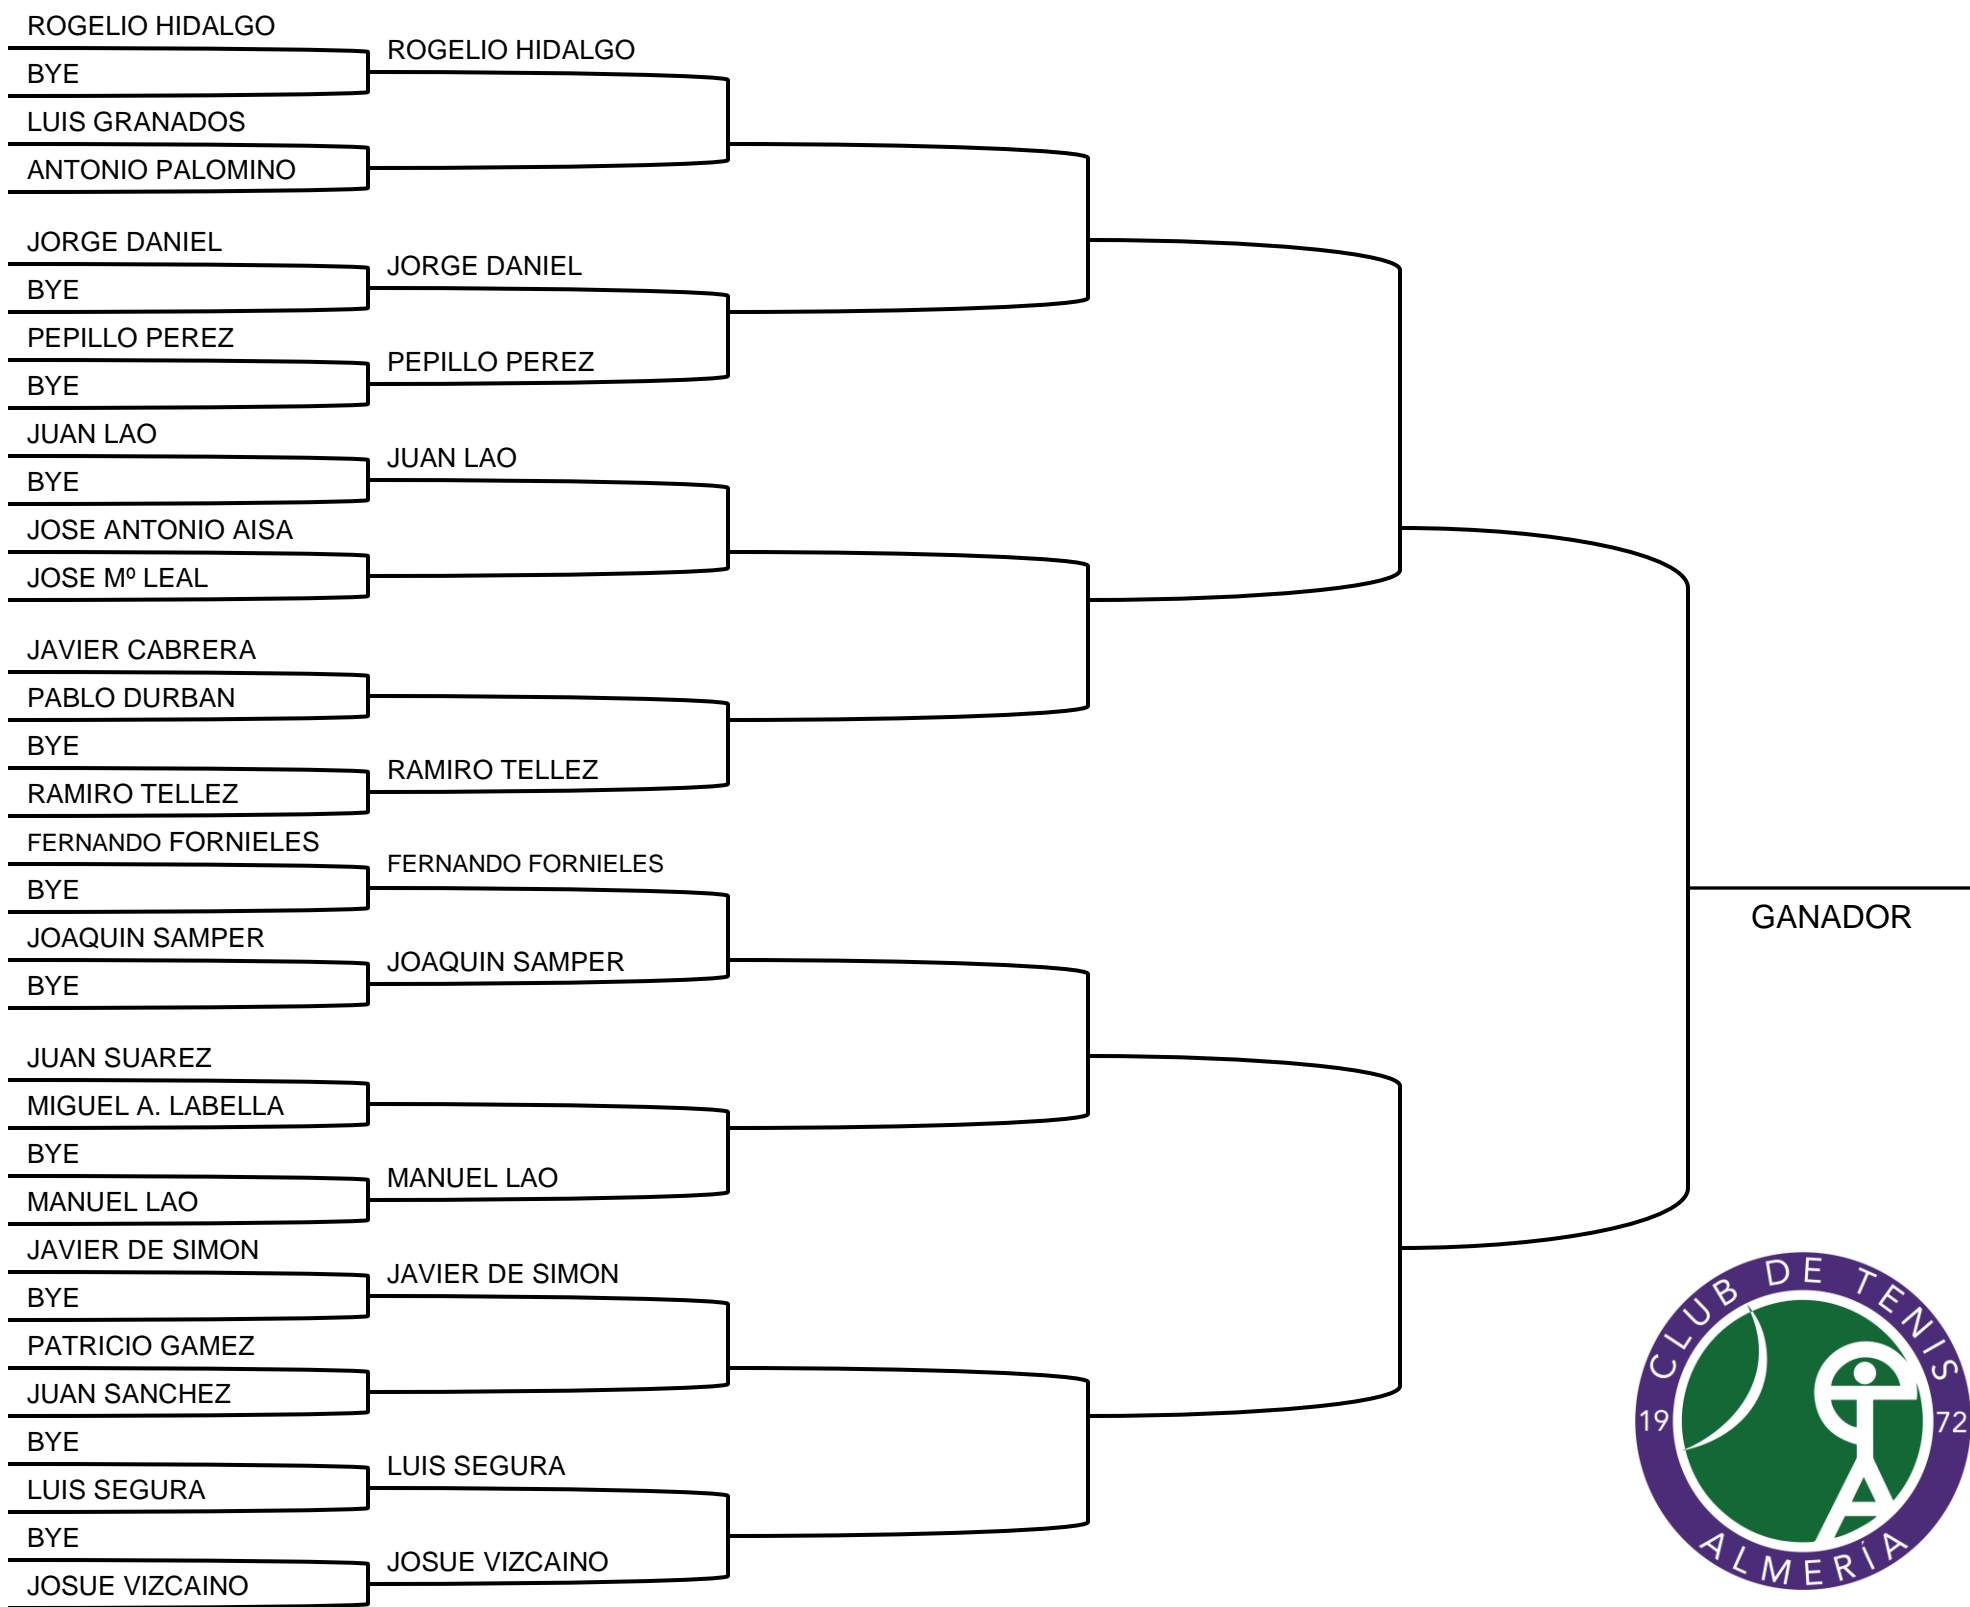 ROGELIO HIDALGO
BYE
LUIS GRANADOS
ANTONIO PALOMINO
JORGE DANIEL
BYE
PEPILLO PEREZ
BYE
JUAN LAO
BYE
JOSE ANTONIO AISA
JOSE Mº LEAL
JAVIER CABRERA
PABLO DURBAN
BYE
RAMIRO TELLEZ
FERNANDO FORNIELES
BYE
JOAQUIN SAMPER
BYE
JUAN SUAREZ
MIGUEL A. LABELLA
BYE
MANUEL LAO
JAVIER DE SIMON
BYE
PATRICIO GAMEZ
JUAN SANCHEZ
BYE
LUIS SEGURA
BYE
JOSUE VIZCAINO
ROGELIO HIDALGO
JORGE DANIEL
PEPILLO PEREZ
JUAN LAO
RAMIRO TELLEZ
FERNANDO FORNIELES
JOAQUIN SAMPER
MANUEL LAO
JAVIER DE SIMON
LUIS SEGURA
JOSUE VIZCAINO
GANADOR
CLUB DE TENIS
19 72
ALMERÍA